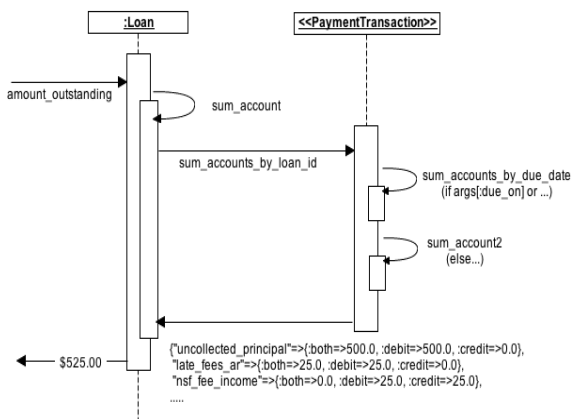 :Loan
<<PaymentTransaction>>
amount_outstanding
sum_account
sum_accounts_by_loan_id
sum_accounts_by_due_date
(if args[:due_on] or ...)
sum_account2
(else...)
{"uncollected_principal"=>{:both=>500.0, :debit=>500.0, :credit=>0.0},
"late_fees_ar"=>{:both=>25.0, :debit=>25.0, :credit=>0.0},
"nsf_fee_income"=>{:both=>0.0, :debit=>25.0, :credit=>25.0},
.....
$525.00